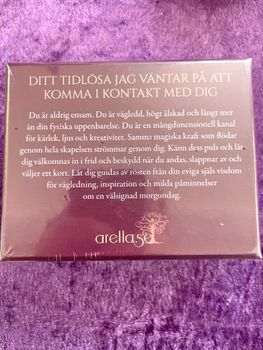 DITT TIDLÖSA JAG VÄNTAR PÅ ATT
KOMMA I KONTAKT MED DIG
Du är aldrig ensam. Du är vägledd, högt älskad och långt mer
än din fysiska uppenbarelse. Du är en mångdimensionell kanal
för kärlek, ljus och kreativitet. Samma magiska kraft som flödar
genom hela skapelsen strömmar genom dig. Känn dess puls och låt
dig välkomnas in i frid och beskydd när du andas, slappnar av och
väljer ett kort. Låt dig guidas av rösten från din eviga själs visdom
för vägledning, inspiration och milda påminnelser
om en välsignad morgondag.
arellase